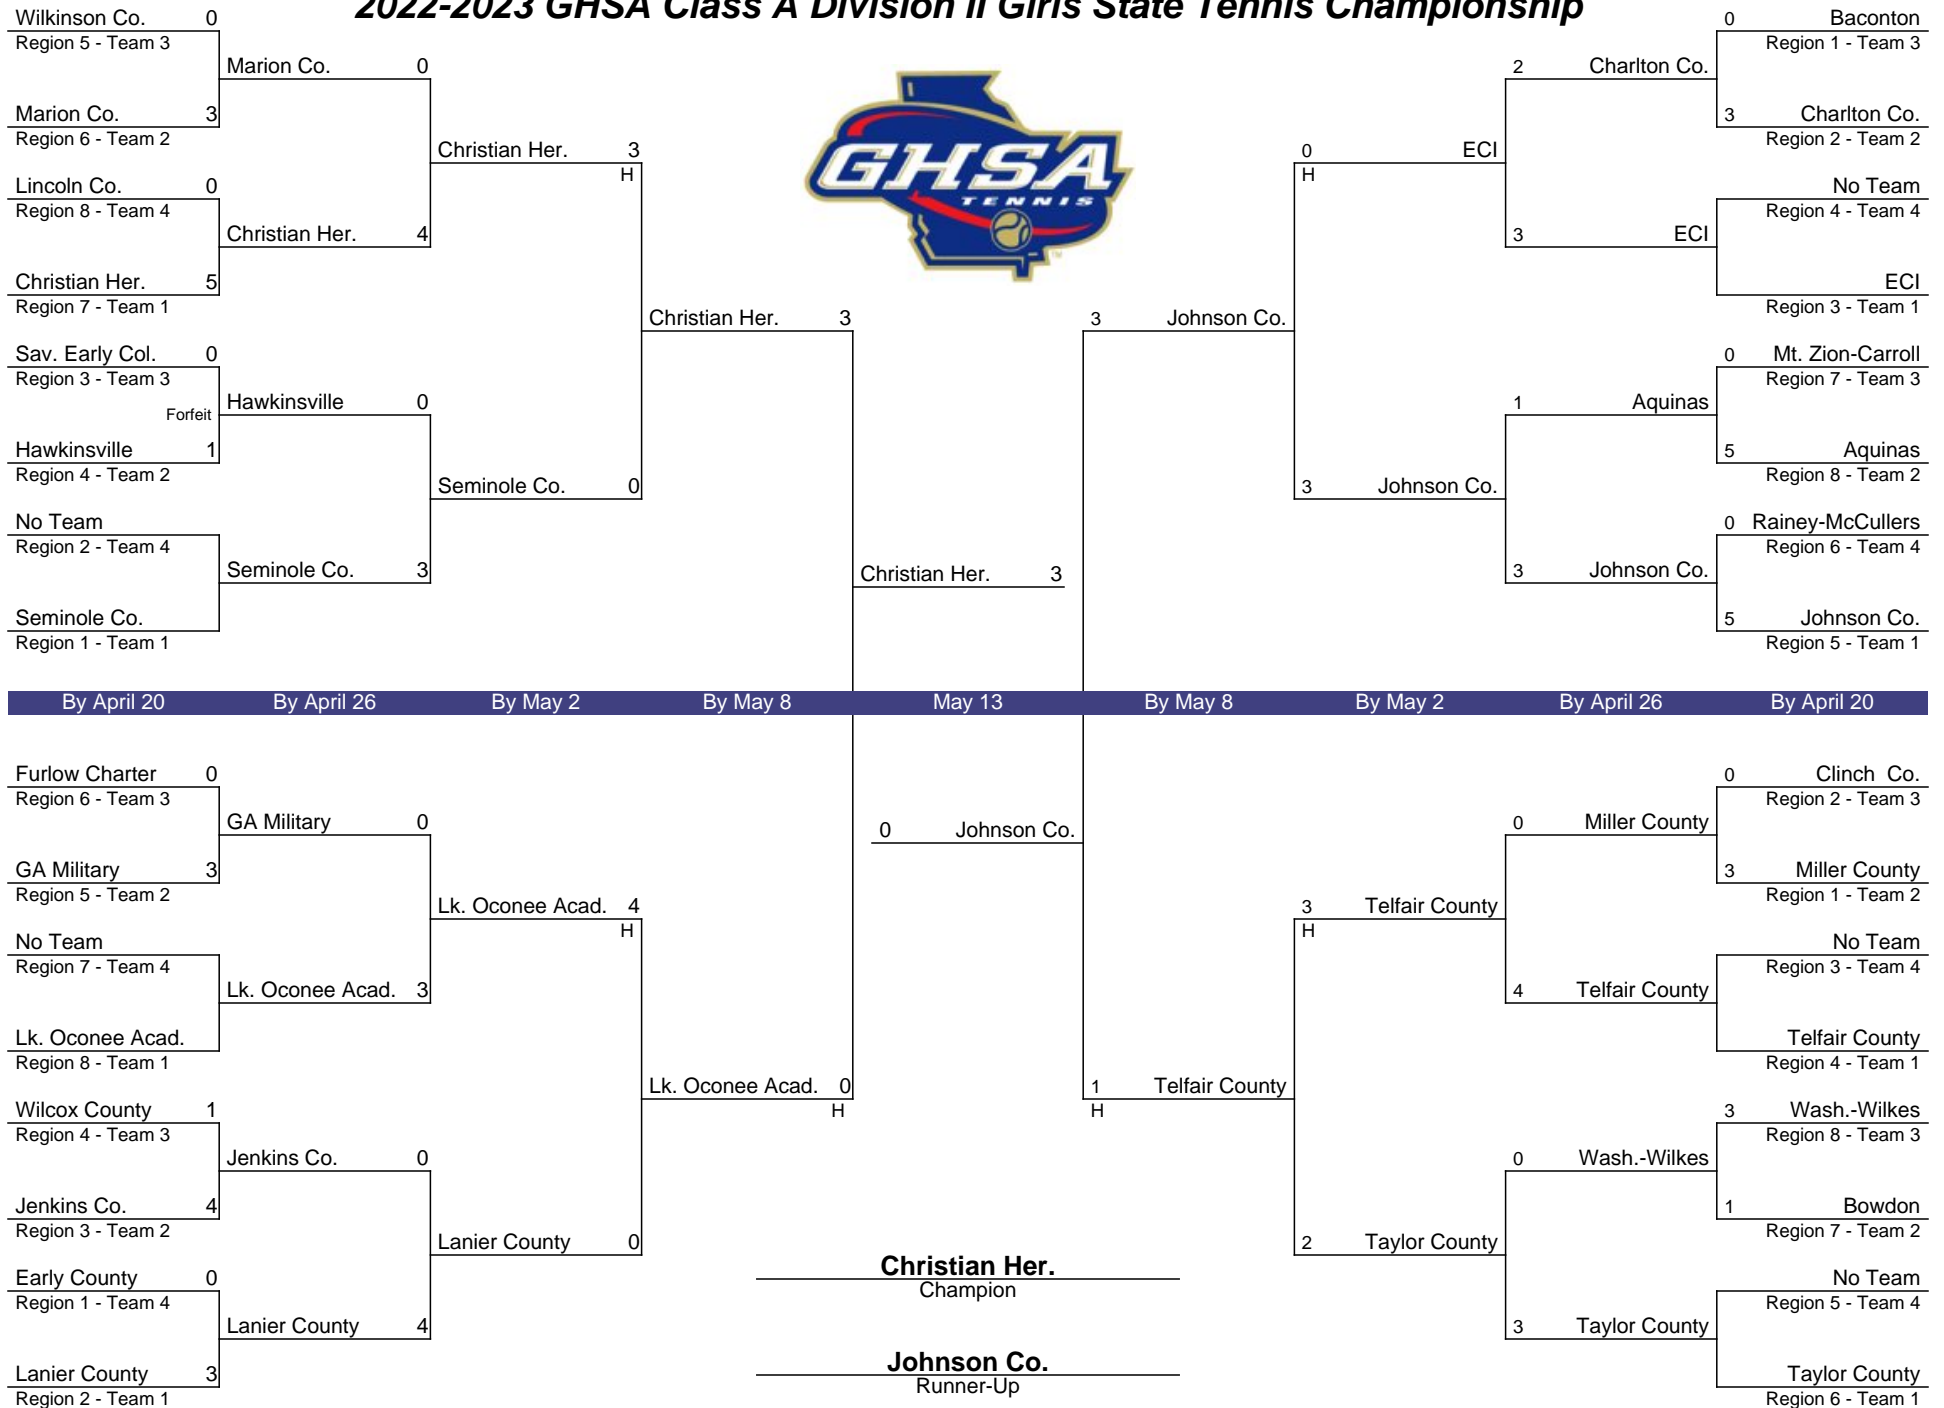 2022-2023 GHSA Class A Division II Girls State Tennis Championship
Wilkinson Co. 0
Region 5 - Team 3
Marion Co. 0
Marion Co. 3
Region 6 - Team 2
Christian Her. 3
H
Lincoln Co. 0
Region 8 - Team 4
Christian Her. 4
Christian Her. 5
Region 7 - Team 1
Christian Her. 3
Sav. Early Col. 0
Region 3 - Team 3
Forfeit
Hawkinsville 0
Hawkinsville 1
Region 4 - Team 2
Seminole Co. 0
No Team
Region 2 - Team 4
Seminole Co. 3
Seminole Co.
Region 1 - Team 1
GHSA
TENNIS
TM
Christian Her. 3
0 Baconton
Region 1 - Team 3
2 Charlton Co.
3 Charlton Co.
Region 2 - Team 2
0 ECI
H
No Team
Region 4 - Team 4
3 ECI
ECI
Region 3 - Team 1
3 Johnson Co.
0 Mt. Zion-Carroll
Region 7 - Team 3
1 Aquinas
5 Aquinas
Region 8 - Team 2
3 Johnson Co.
0 Rainey-McCullers
Region 6 - Team 4
3 Johnson Co.
5 Johnson Co.
Region 5 - Team 1
By April 20 By April 26 By May 2 By May 8 May 13 By May 8 By May 2 By April 26 By April 20
Furlow Charter 0
Region 6 - Team 3
GA Military 0
GA Military 3
Region 5 - Team 2
Lk. Oconee Acad. 4
H
No Team
Region 7 - Team 4
Lk. Oconee Acad. 3
Lk. Oconee Acad.
Region 8 - Team 1
Lk. Oconee Acad. 0
H
Wilcox County 1
Region 4 - Team 3
Jenkins Co. 0
Jenkins Co. 4
Region 3 - Team 2
Lanier County 0
Early County 0
Region 1 - Team 4
Lanier County 4
Lanier County 3
Region 2 - Team 1
0 Johnson Co.
0 Clinch Co.
Region 2 - Team 3
0 Miller County
3 Miller County
Region 1 - Team 2
3 Telfair County
H
No Team
Region 3 - Team 4
4 Telfair County
Telfair County
Region 4 - Team 1
1 Telfair County
H
3 Wash.-Wilkes
Region 8 - Team 3
0 Wash.-Wilkes
1 Bowdon
Region 7 - Team 2
2 Taylor County
No Team
Region 5 - Team 4
3 Taylor County
Taylor County
Region 6 - Team 1
Christian Her.
Champion
Johnson Co.
Runner-Up